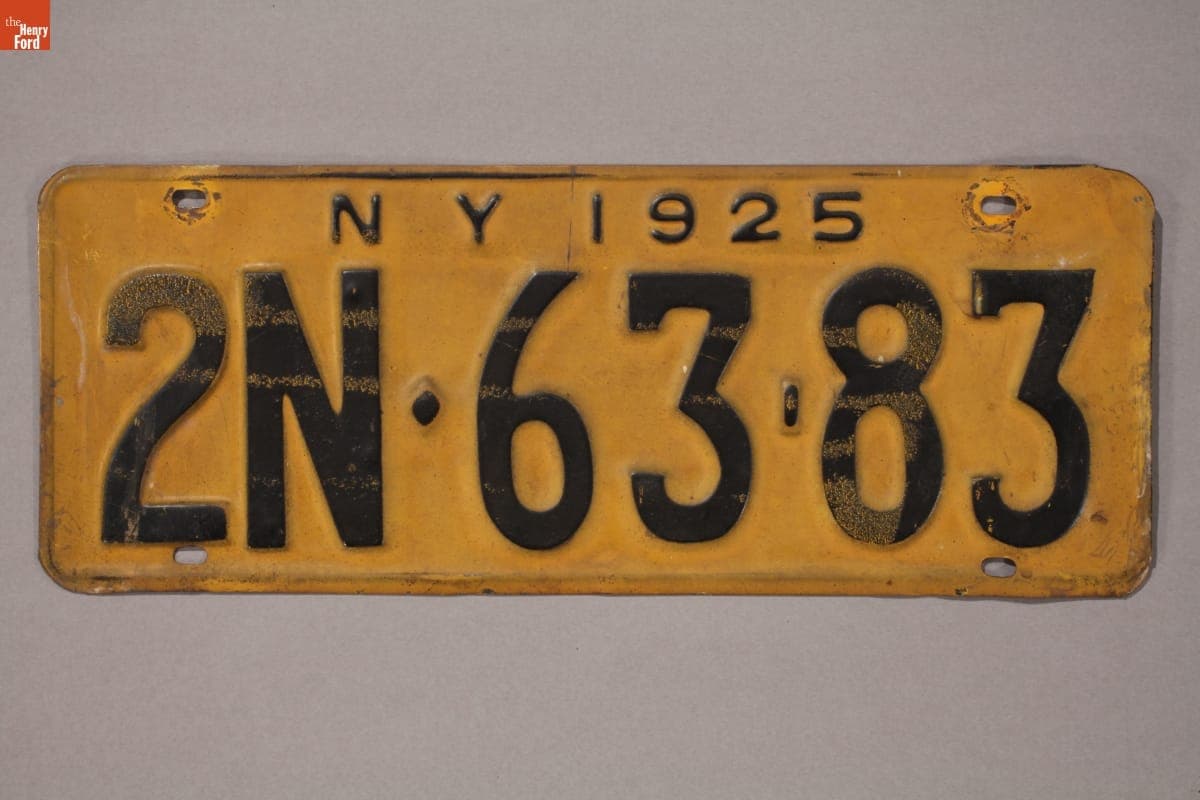 the
Henry
Ford
NY 1925
2N·63-83